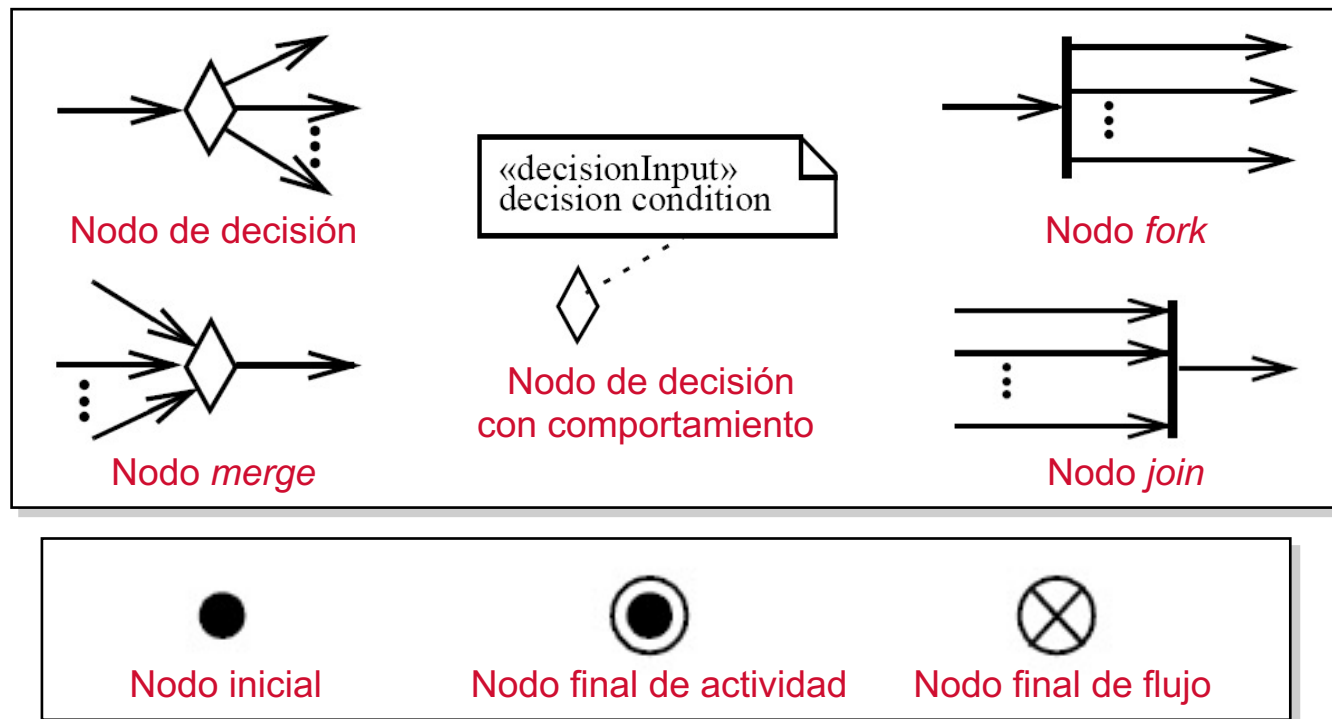 «decisionInput»
decision condition
Nodo de decisión
Nodo fork
Nodo de decisión
con comportamiento
Nodo merge
Nodo join
Nodo inicial
Nodo final de actividad
Nodo final de flujo